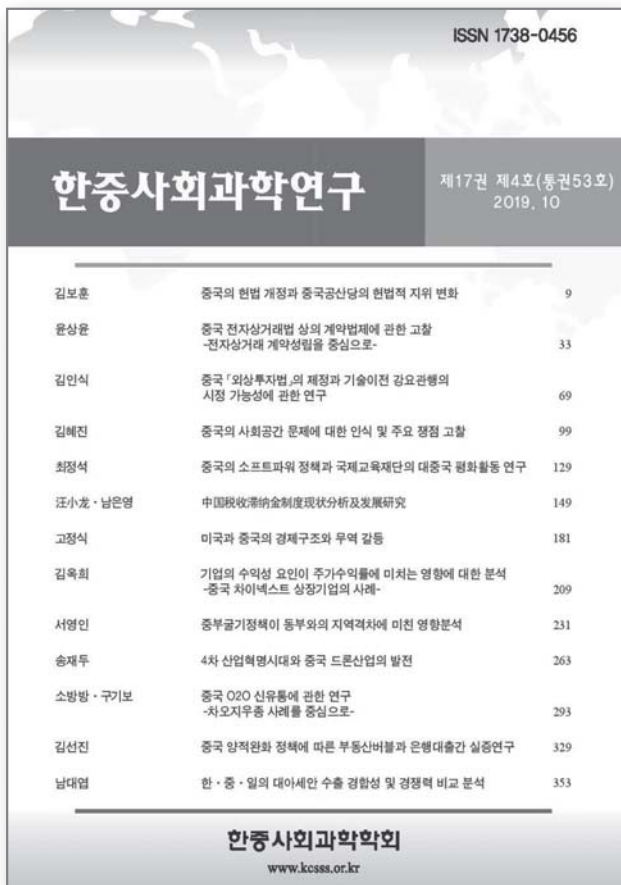 ISSN 1738-0456
한중사회과학연구
제17권 제4호(통권53호)
2019. 10
김보훈 중국의 헌법 개정과 중국공산당의 헌법적 지위 변화 9
윤상윤 중국 전자상거래법 상의 계약법제에 관한 고찰
-전자상거래 계약성립을 중심으로- 33
김인식 중국 「외상투자법」의 제정과 기술이전 강요관행의
시정 가능성에 관한 연구 69
김혜진 중국의 사회공간 문제에 대한 인식 및 주요 쟁점 고찰 99
최정석 중국의 소프트파워 정책과 국제교육재단의 대중국 평화활동 연구 129
汪小龙・남은영 中国税收滞纳金制度现状分析及发展研究 149
고정식 미국과 중국의 경제구조와 무역 갈등 181
김옥희 기업의 수익성 요인이 주가수익률에 미치는 영향에 대한 분석
-중국 차이넥스트 상장기업의 사례- 209
서영인 중부굴기정책이 동부와의 지역격차에 미친 영향분석 231
송재두 4차 산업혁명시대와 중국 드론산업의 발전 263
소방방・구기보 중국 O2O 신유통에 관한 연구
-차오지우종 사례를 중심으로- 293
김선진 중국 양적완화 정책에 따른 부동산버블과 은행대출간 실증연구 329
남대엽 한・중・일의 대아세안 수출 경합성 및 경쟁력 비교 분석 353
한중사회과학학회
www.kcsss.or.kr